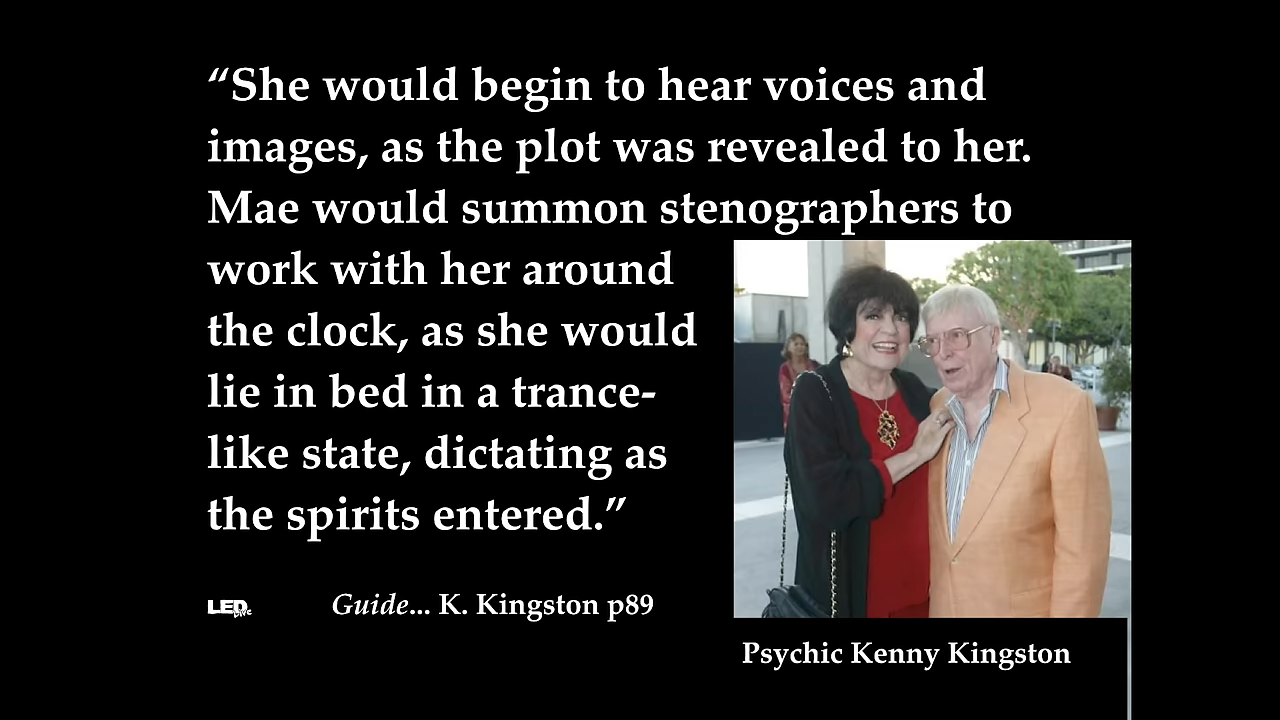 “She would begin to hear voices and
images, as the plot was revealed to her.
Mae would summon stenographers to
work with her around
the clock, as she would
lie in bed in a trance-
like state, dictating as
the spirits entered.”
LED Live
Guide... K. Kingston p89
Psychic Kenny Kingston